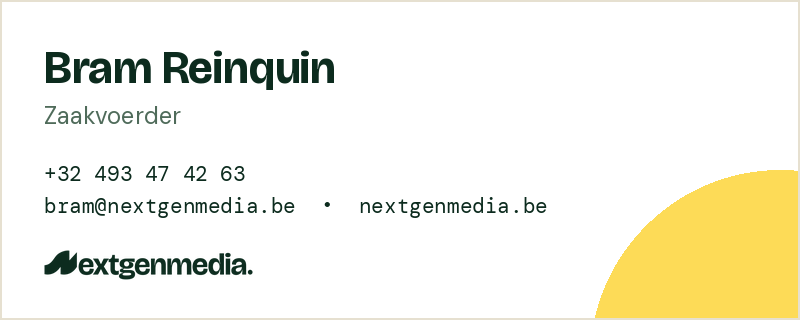 Bram Reinquin
Zaakvoerder
+32 493 47 42 63
bram@nextgenmedia.be • nextgenmedia.be
Nextgenmedia.